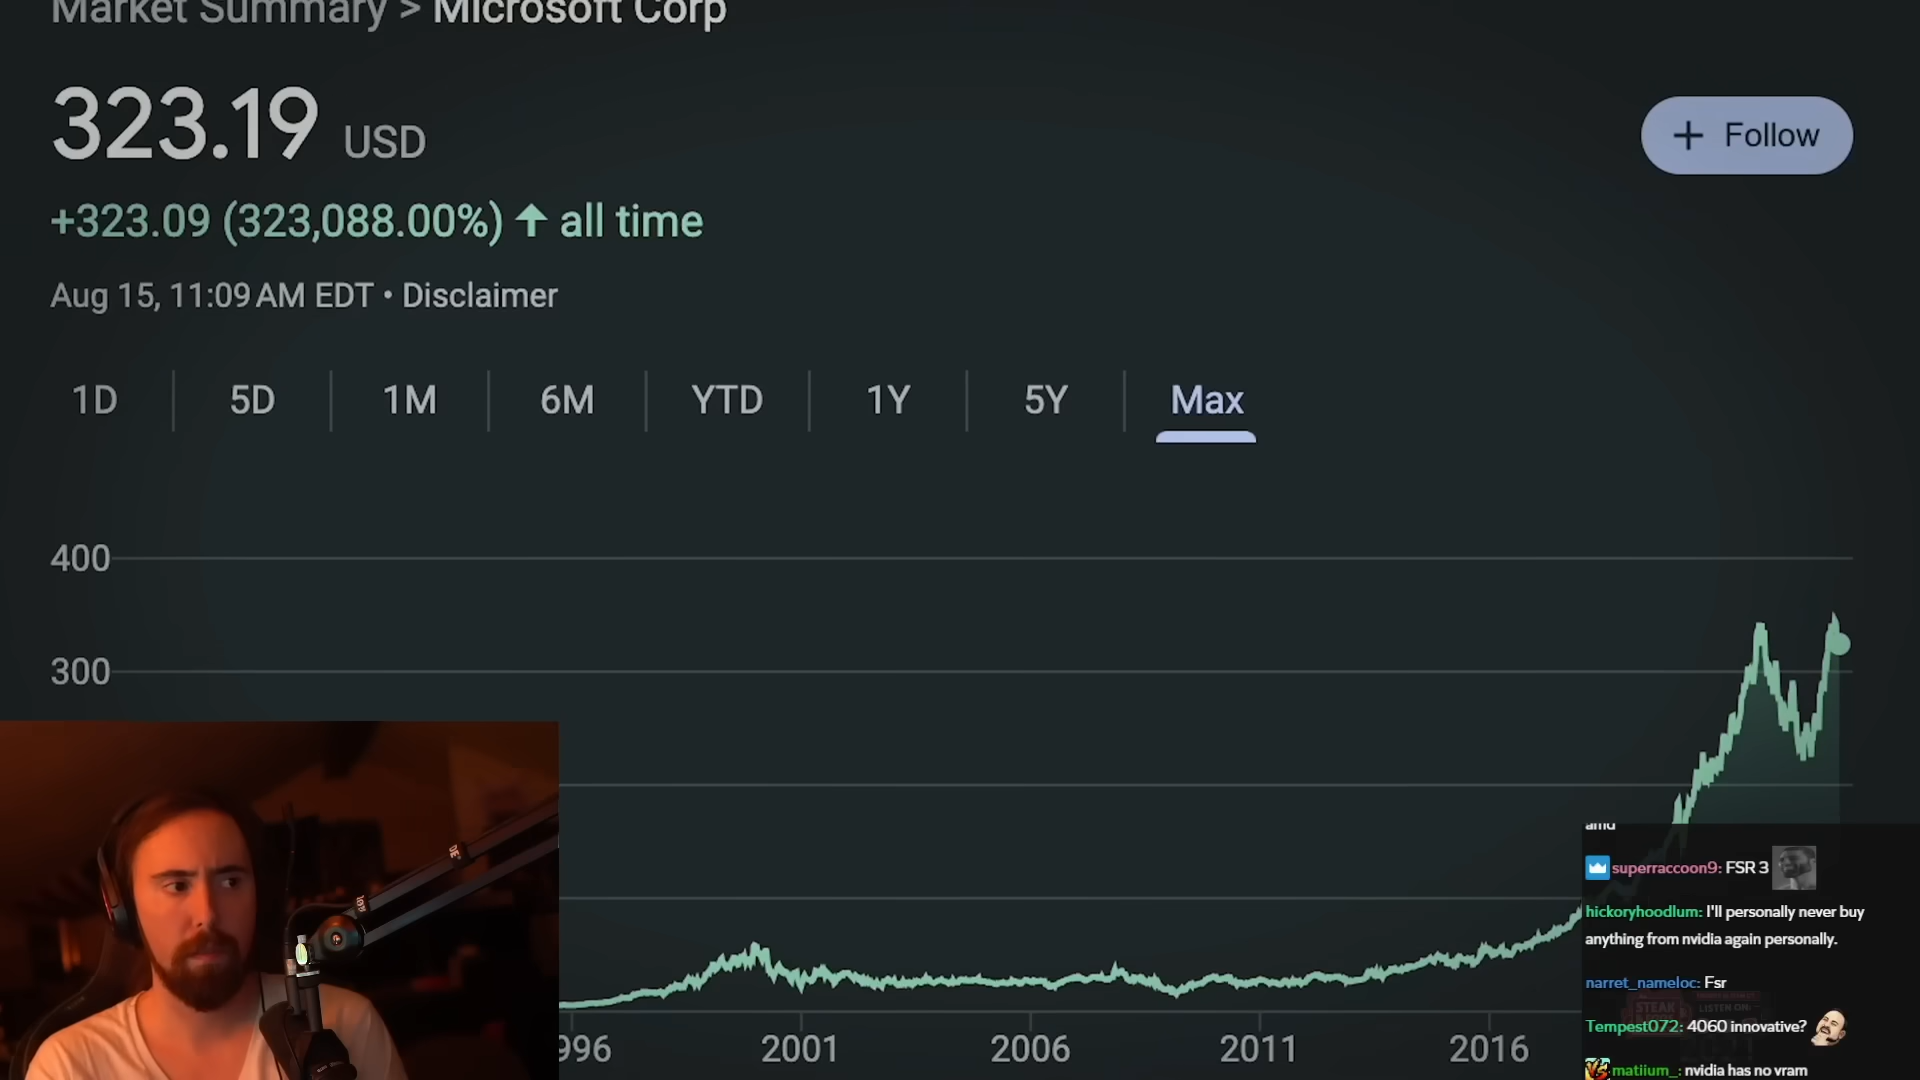 Market Summary > Microsoft Corp
323.19 USD
+ Follow
+323.09 (323,088.00%) ↑ all time
Aug 15, 11:09 AM EDT • Disclaimer
1D 5D 1M 6M YTD 1Y 5Y Max
400
300
amd
superraccoon9: FSR 3
hickoryhoodlum: I'll personally never buy
anything from nvidia again personally.
narret_nameloc: Fsr
Tempest072: 4060 innovative?
matiium_: nvidia has no vram
996 2001 2006 2011 2016